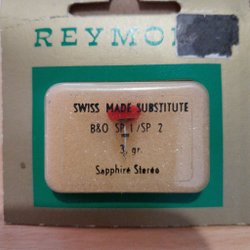 REYMO
SWISS MADE SUBSTITUTE
B&O SP 1/SP 2
3. gr.
Sapphire Stereo